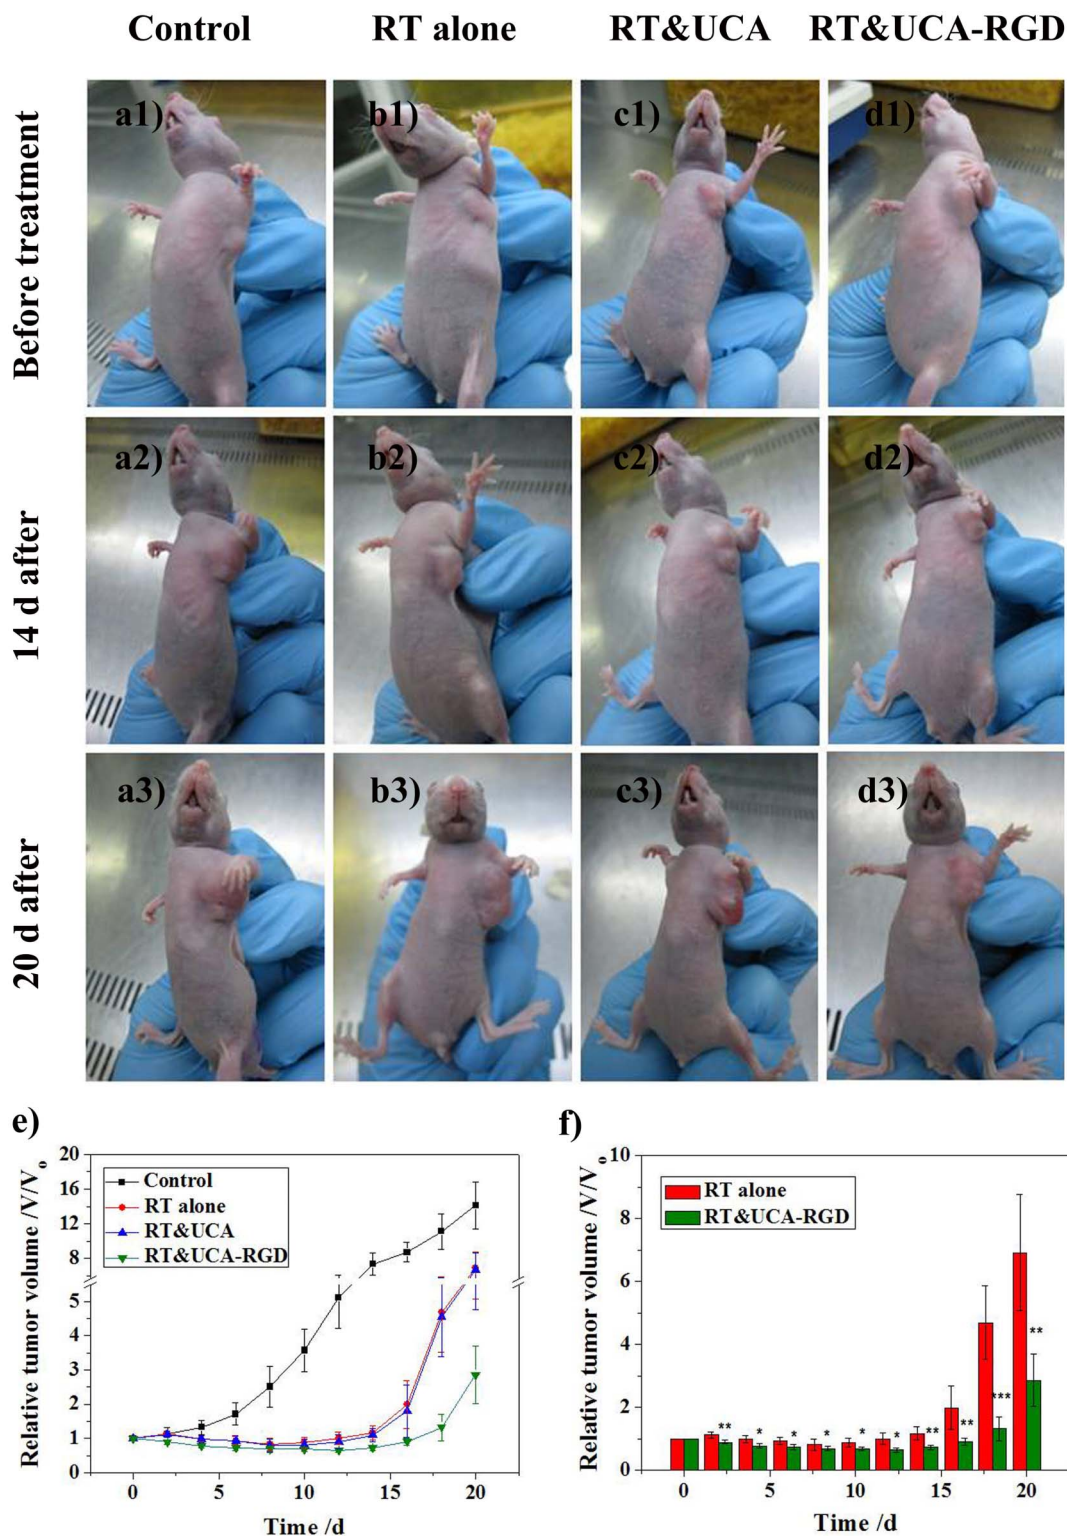 Control RT alone RT&UCA RT&UCA-RGD
Before treatment
a1) b1) c1) d1)
14 d after
a2) b2) c2) d2)
20 d after
a3) b3) c3) d3)
e)
Relative tumor volume /V/Vo
20
16
12
8
5
4
3
2
1
0
Control
RT alone
RT&UCA
RT&UCA-RGD
0 5 10 15 20
Time /d
f)
Relative tumor volume /V/Vo
10
8
6
4
2
0
RT alone
RT&UCA-RGD
** * * * * * ** ** *** **
0 5 10 15 20
Time /d